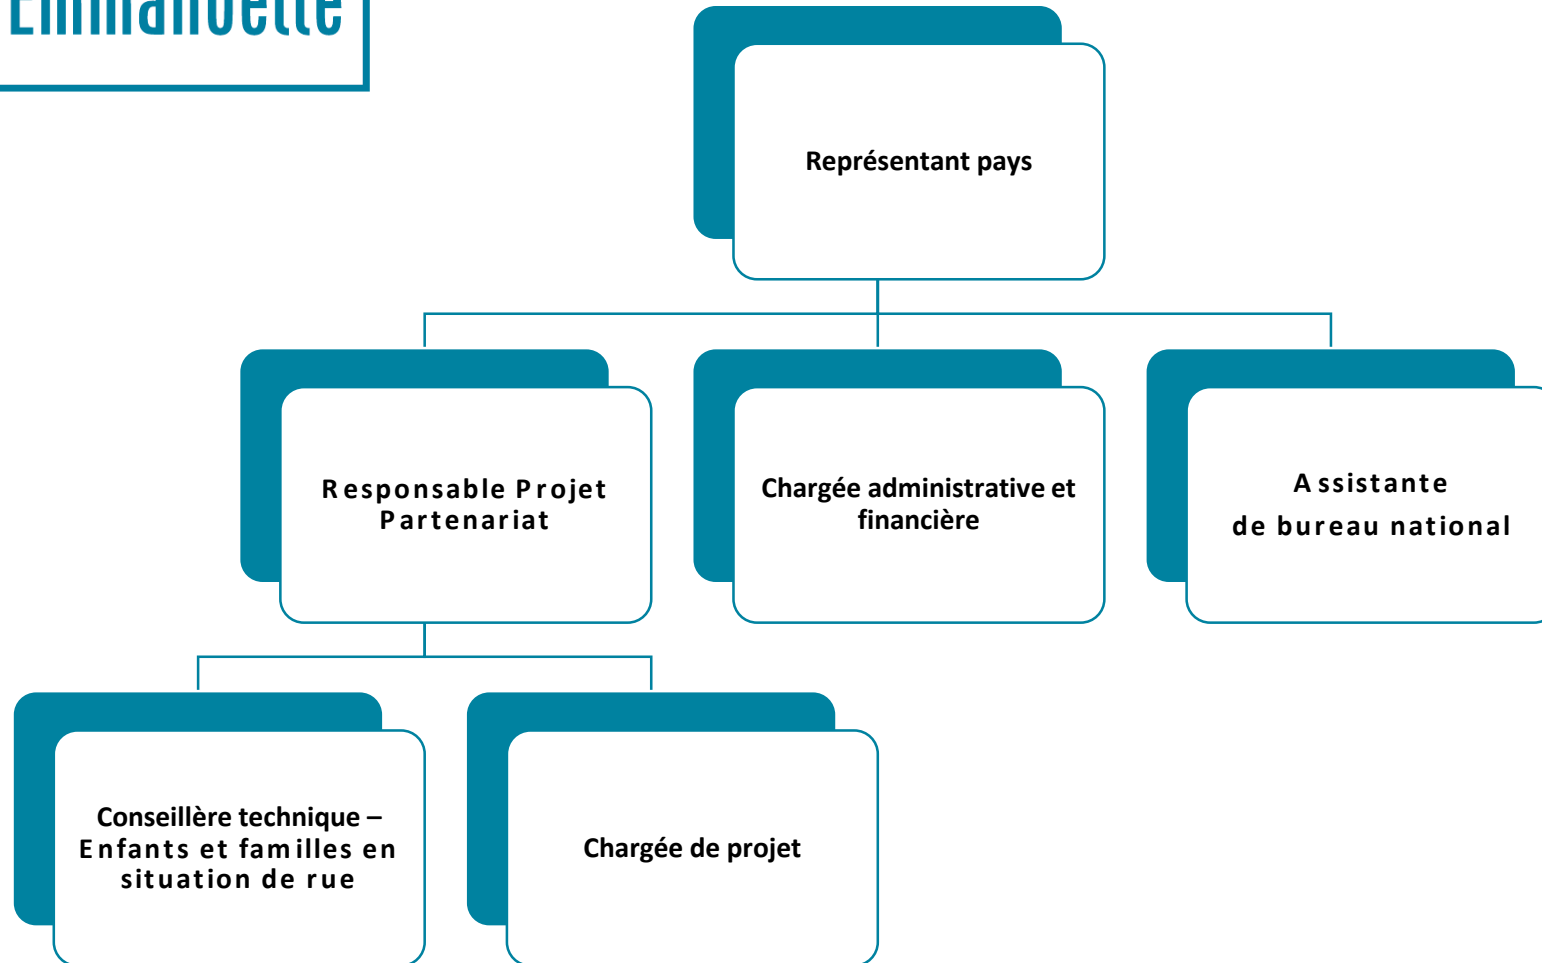 Emmanuelle
Représentant pays
Responsable Projet
Partenariat
Chargée administrative et
financière
Assistante
de bureau national
Conseillère technique –
Enfants et familles en
situation de rue
Chargée de projet